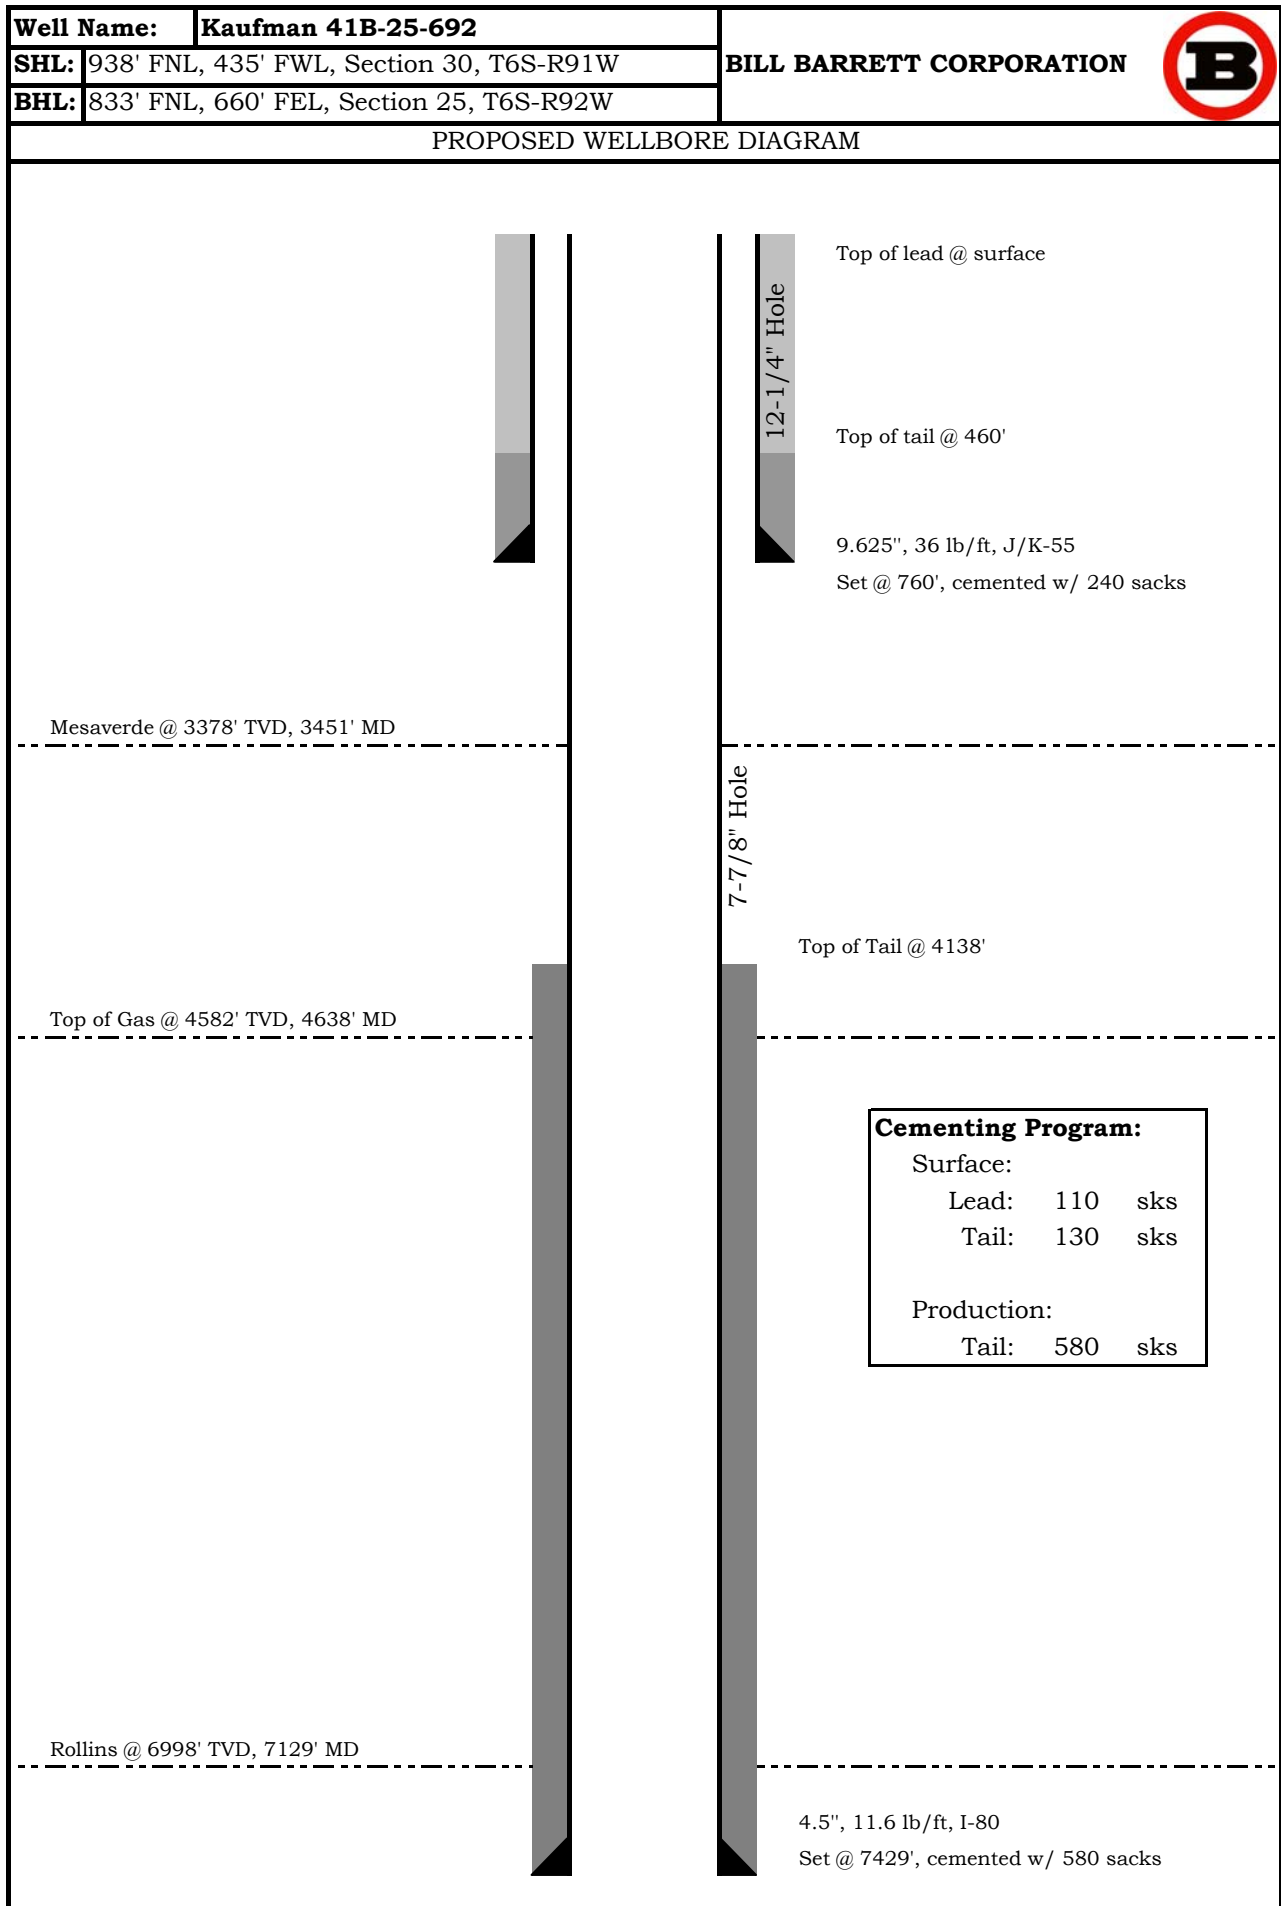 Well Name: Kaufman 41B-25-692
SHL: 938' FNL, 435' FWL, Section 30, T6S-R91W
BHL: 833' FNL, 660' FEL, Section 25, T6S-R92W
BILL BARRETT CORPORATION
B
PROPOSED WELLBORE DIAGRAM
Top of lead @ surface
12-1/4" Hole
Top of tail @ 460'
9.625", 36 lb/ft, J/K-55
Set @ 760', cemented w/ 240 sacks
Mesaverde @ 3378' TVD, 3451' MD
7-7/8" Hole
Top of Tail @ 4138'
Top of Gas @ 4582' TVD, 4638' MD
Cementing Program:
Surface:
Lead: 110 sks
Tail: 130 sks
Production:
Tail: 580 sks
Rollins @ 6998' TVD, 7129' MD
4.5", 11.6 lb/ft, I-80
Set @ 7429', cemented w/ 580 sacks